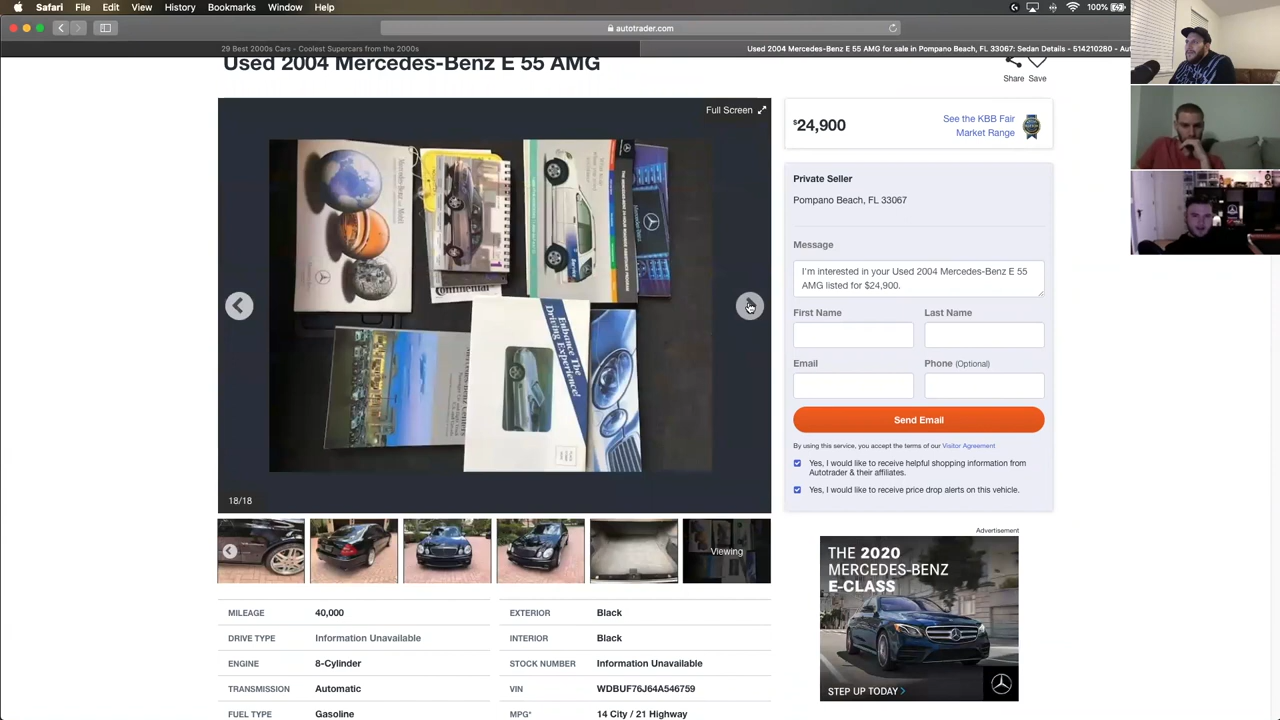 Safari File Edit View History Bookmarks Window Help
100%
autotrader.com
29 Best 2000s Cars - Coolest Supercars from the 2000s
Used 2004 Mercedes-Benz E 55 AMG for sale in Pompano Beach, FL 33067: Sedan Details - 514210280 - Au
Used 2004 Mercedes-Benz E 55 AMG
Share Save
Full Screen
$24,900
See the KBB Fair
Market Range
Private Seller
Pompano Beach, FL 33067
Message
I'm interested in your Used 2004 Mercedes-Benz E 55
AMG listed for $24,900.
First Name Last Name
Email Phone (Optional)
Send Email
By using this service, you accept the terms of our Visitor Agreement
Yes, I would like to receive helpful shopping information from
Autotrader & their affiliates.
Yes, I would like to receive price drop alerts on this vehicle.
Continental
Enhance The
Driving Experience!
18/18
Viewing
MILEAGE 40,000
DRIVE TYPE Information Unavailable
ENGINE 8-Cylinder
TRANSMISSION Automatic
FUEL TYPE Gasoline
EXTERIOR Black
INTERIOR Black
STOCK NUMBER Information Unavailable
VIN WDBUF76J64A546759
MPG* 14 City / 21 Highway
Advertisement
THE 2020
MERCEDES-BENZ
E-CLASS
STEP UP TODAY >